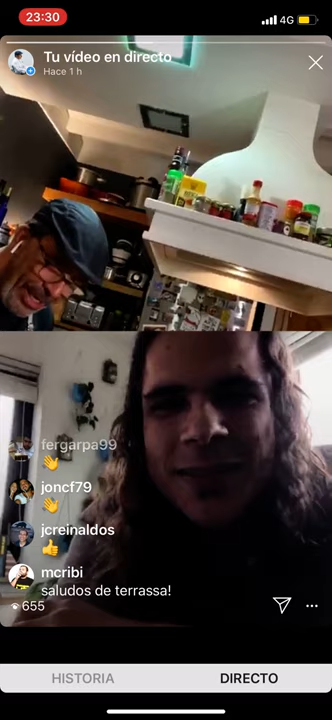 23:30
4G
Tu vídeo en directo
Hace 1 h
fergarpa99
👋
joncf79
👋
jcreinaldos
👍
mcribi
saludos de terrassa!
655
HISTORIA
DIRECTO